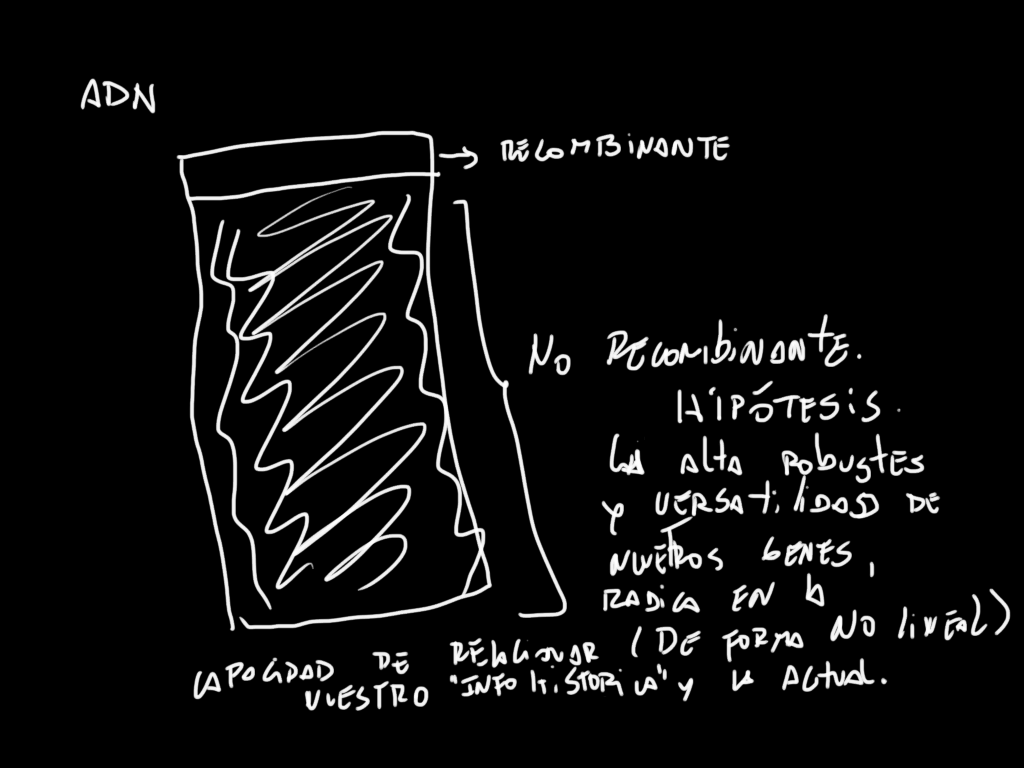 ADN
RECOMBINANTE
NO RECOMBINANTE.
HIPÓTESIS.
LA ALTA ROBUSTES
Y VERSATILIDAD DE
NUESTROS GENES,
RADICA EN LA
CAPACIDAD DE RELACIONAR (DE FORMA NO LINEAL)
NUESTRO "INFO HISTORICA" Y LA ACTUAL.